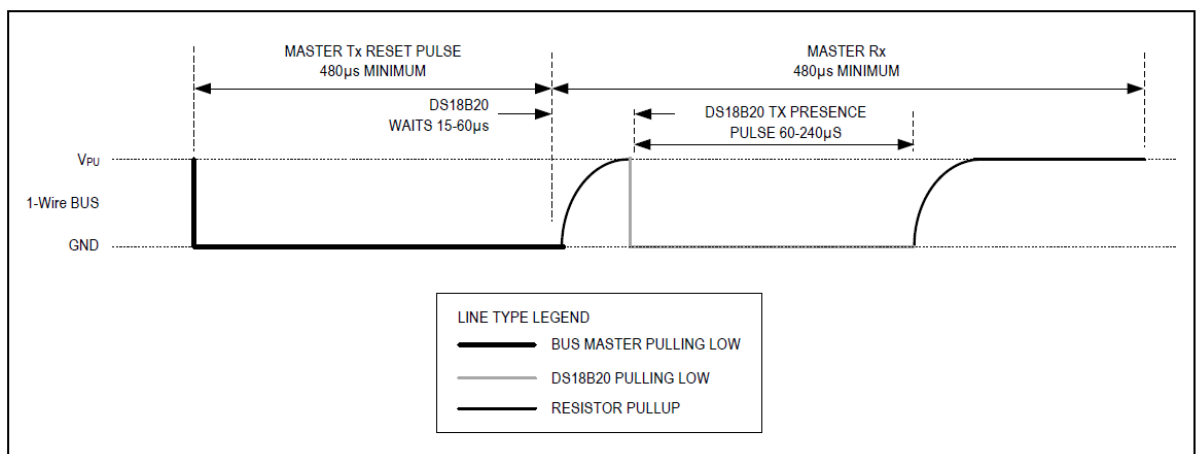 MASTER Tx RESET PULSE
480µs MINIMUM
MASTER Rx
480µs MINIMUM
DS18B20
WAITS 15-60µs
DS18B20 TX PRESENCE
PULSE 60-240µS
VPU
1-Wire BUS
GND
LINE TYPE LEGEND
BUS MASTER PULLING LOW
DS18B20 PULLING LOW
RESISTOR PULLUP